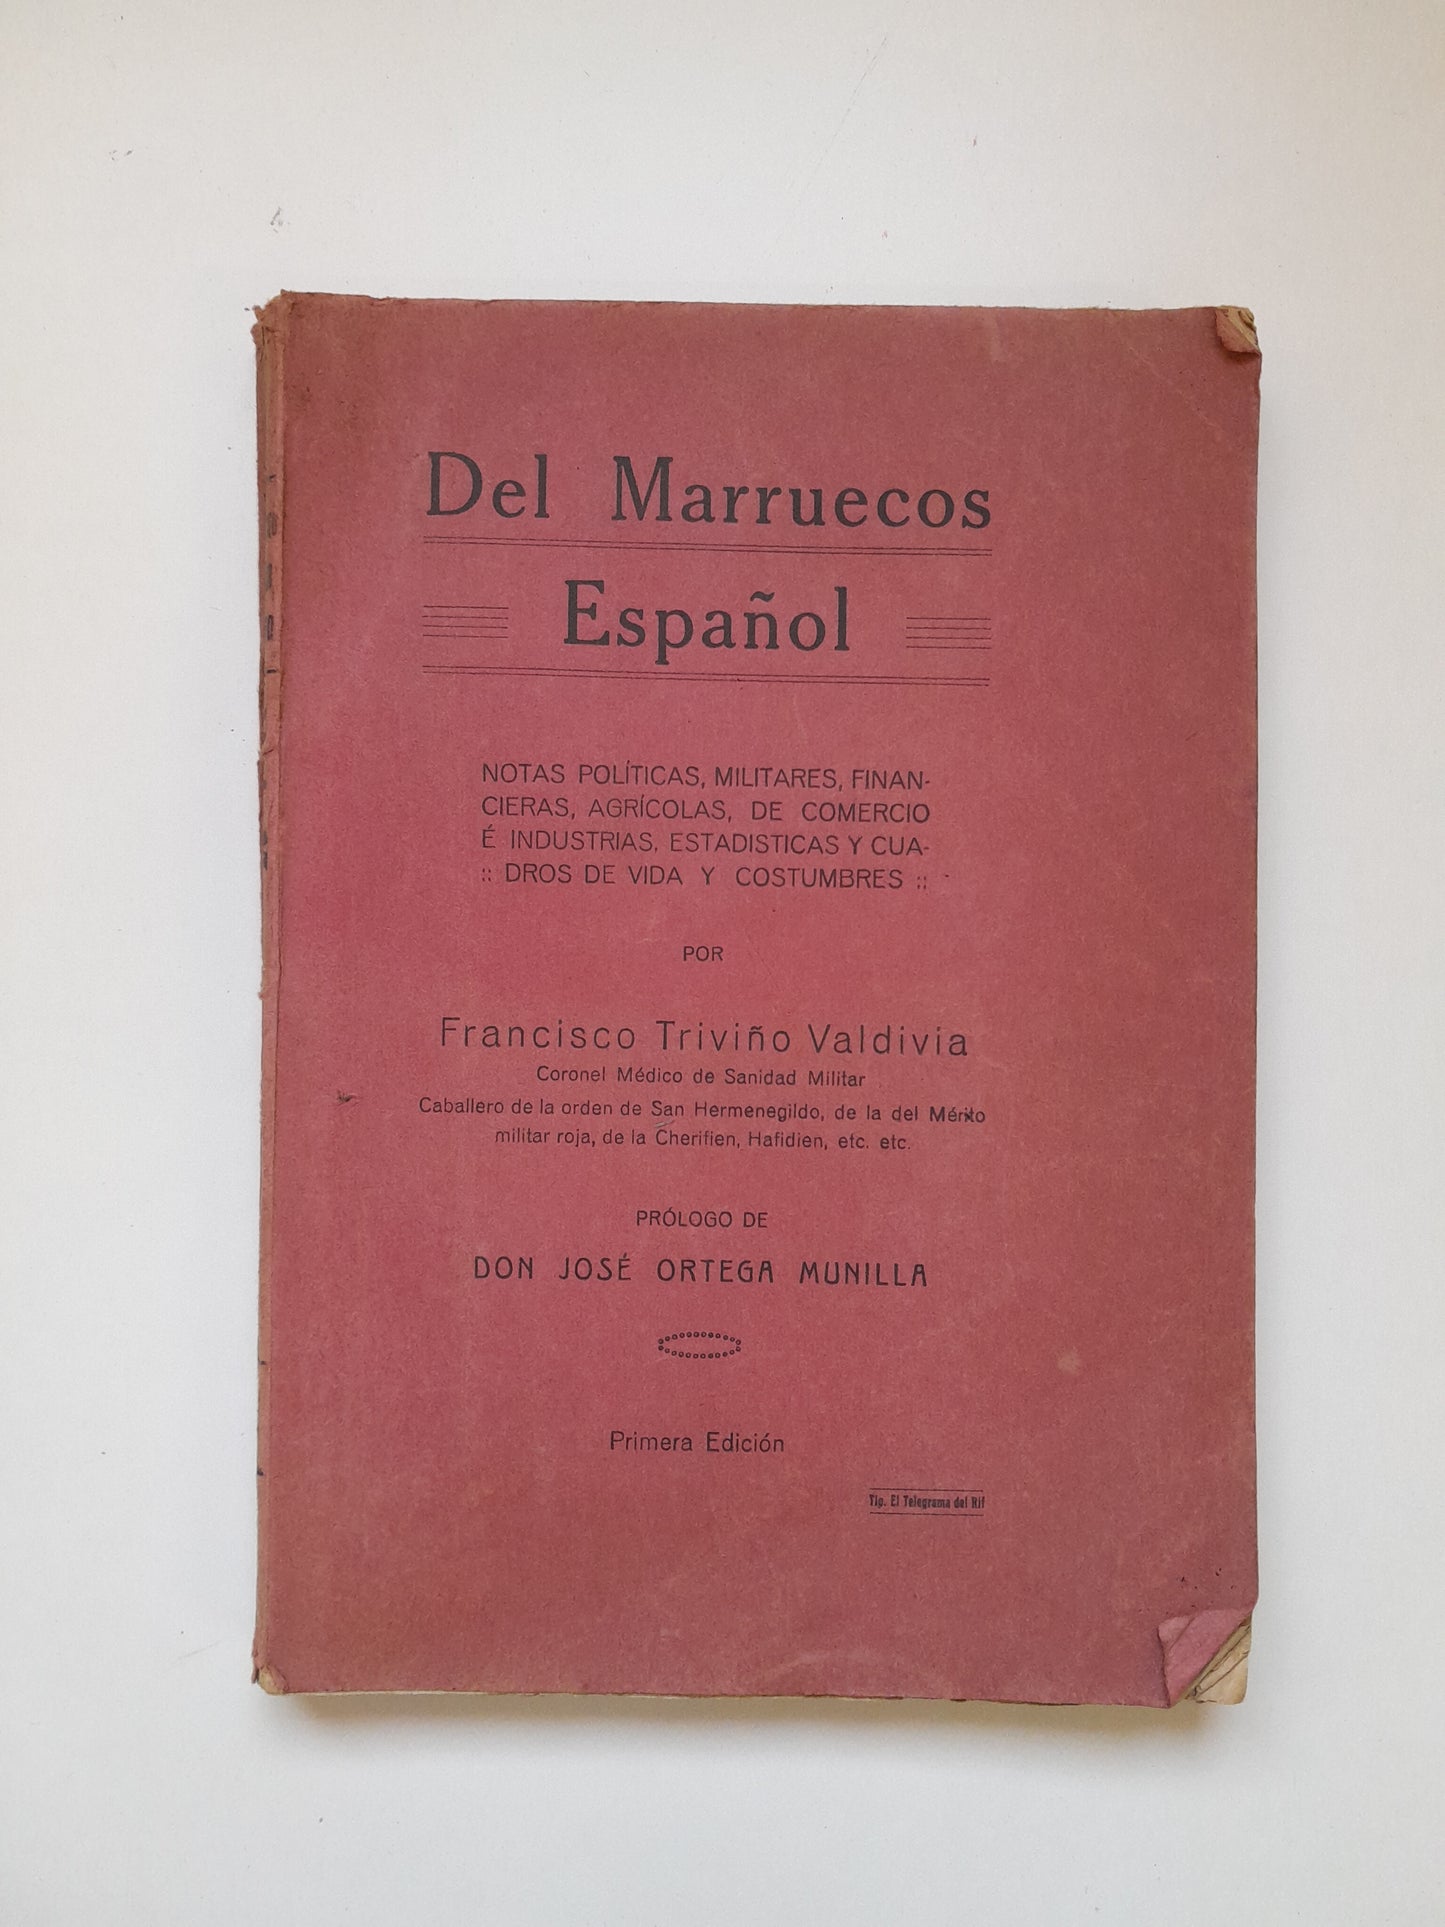 Del Marruecos
Español
NOTAS POLÍTICAS, MILITARES, FINAN-
CIERAS, AGRÍCOLAS, DE COMERCIO
É INDUSTRIAS, ESTADISTICAS Y CUA-
:: DROS DE VIDA Y COSTUMBRES ::
POR
Francisco Triviño Valdivia
Coronel Médico de Sanidad Militar
Caballero de la orden de San Hermenegildo, de la del Mérito
militar roja, de la Cherifien, Hafidien, etc. etc.
PRÓLOGO DE
DON JOSÉ ORTEGA MUNILLA
Primera Edición
Tip. El Telegrama del Rif